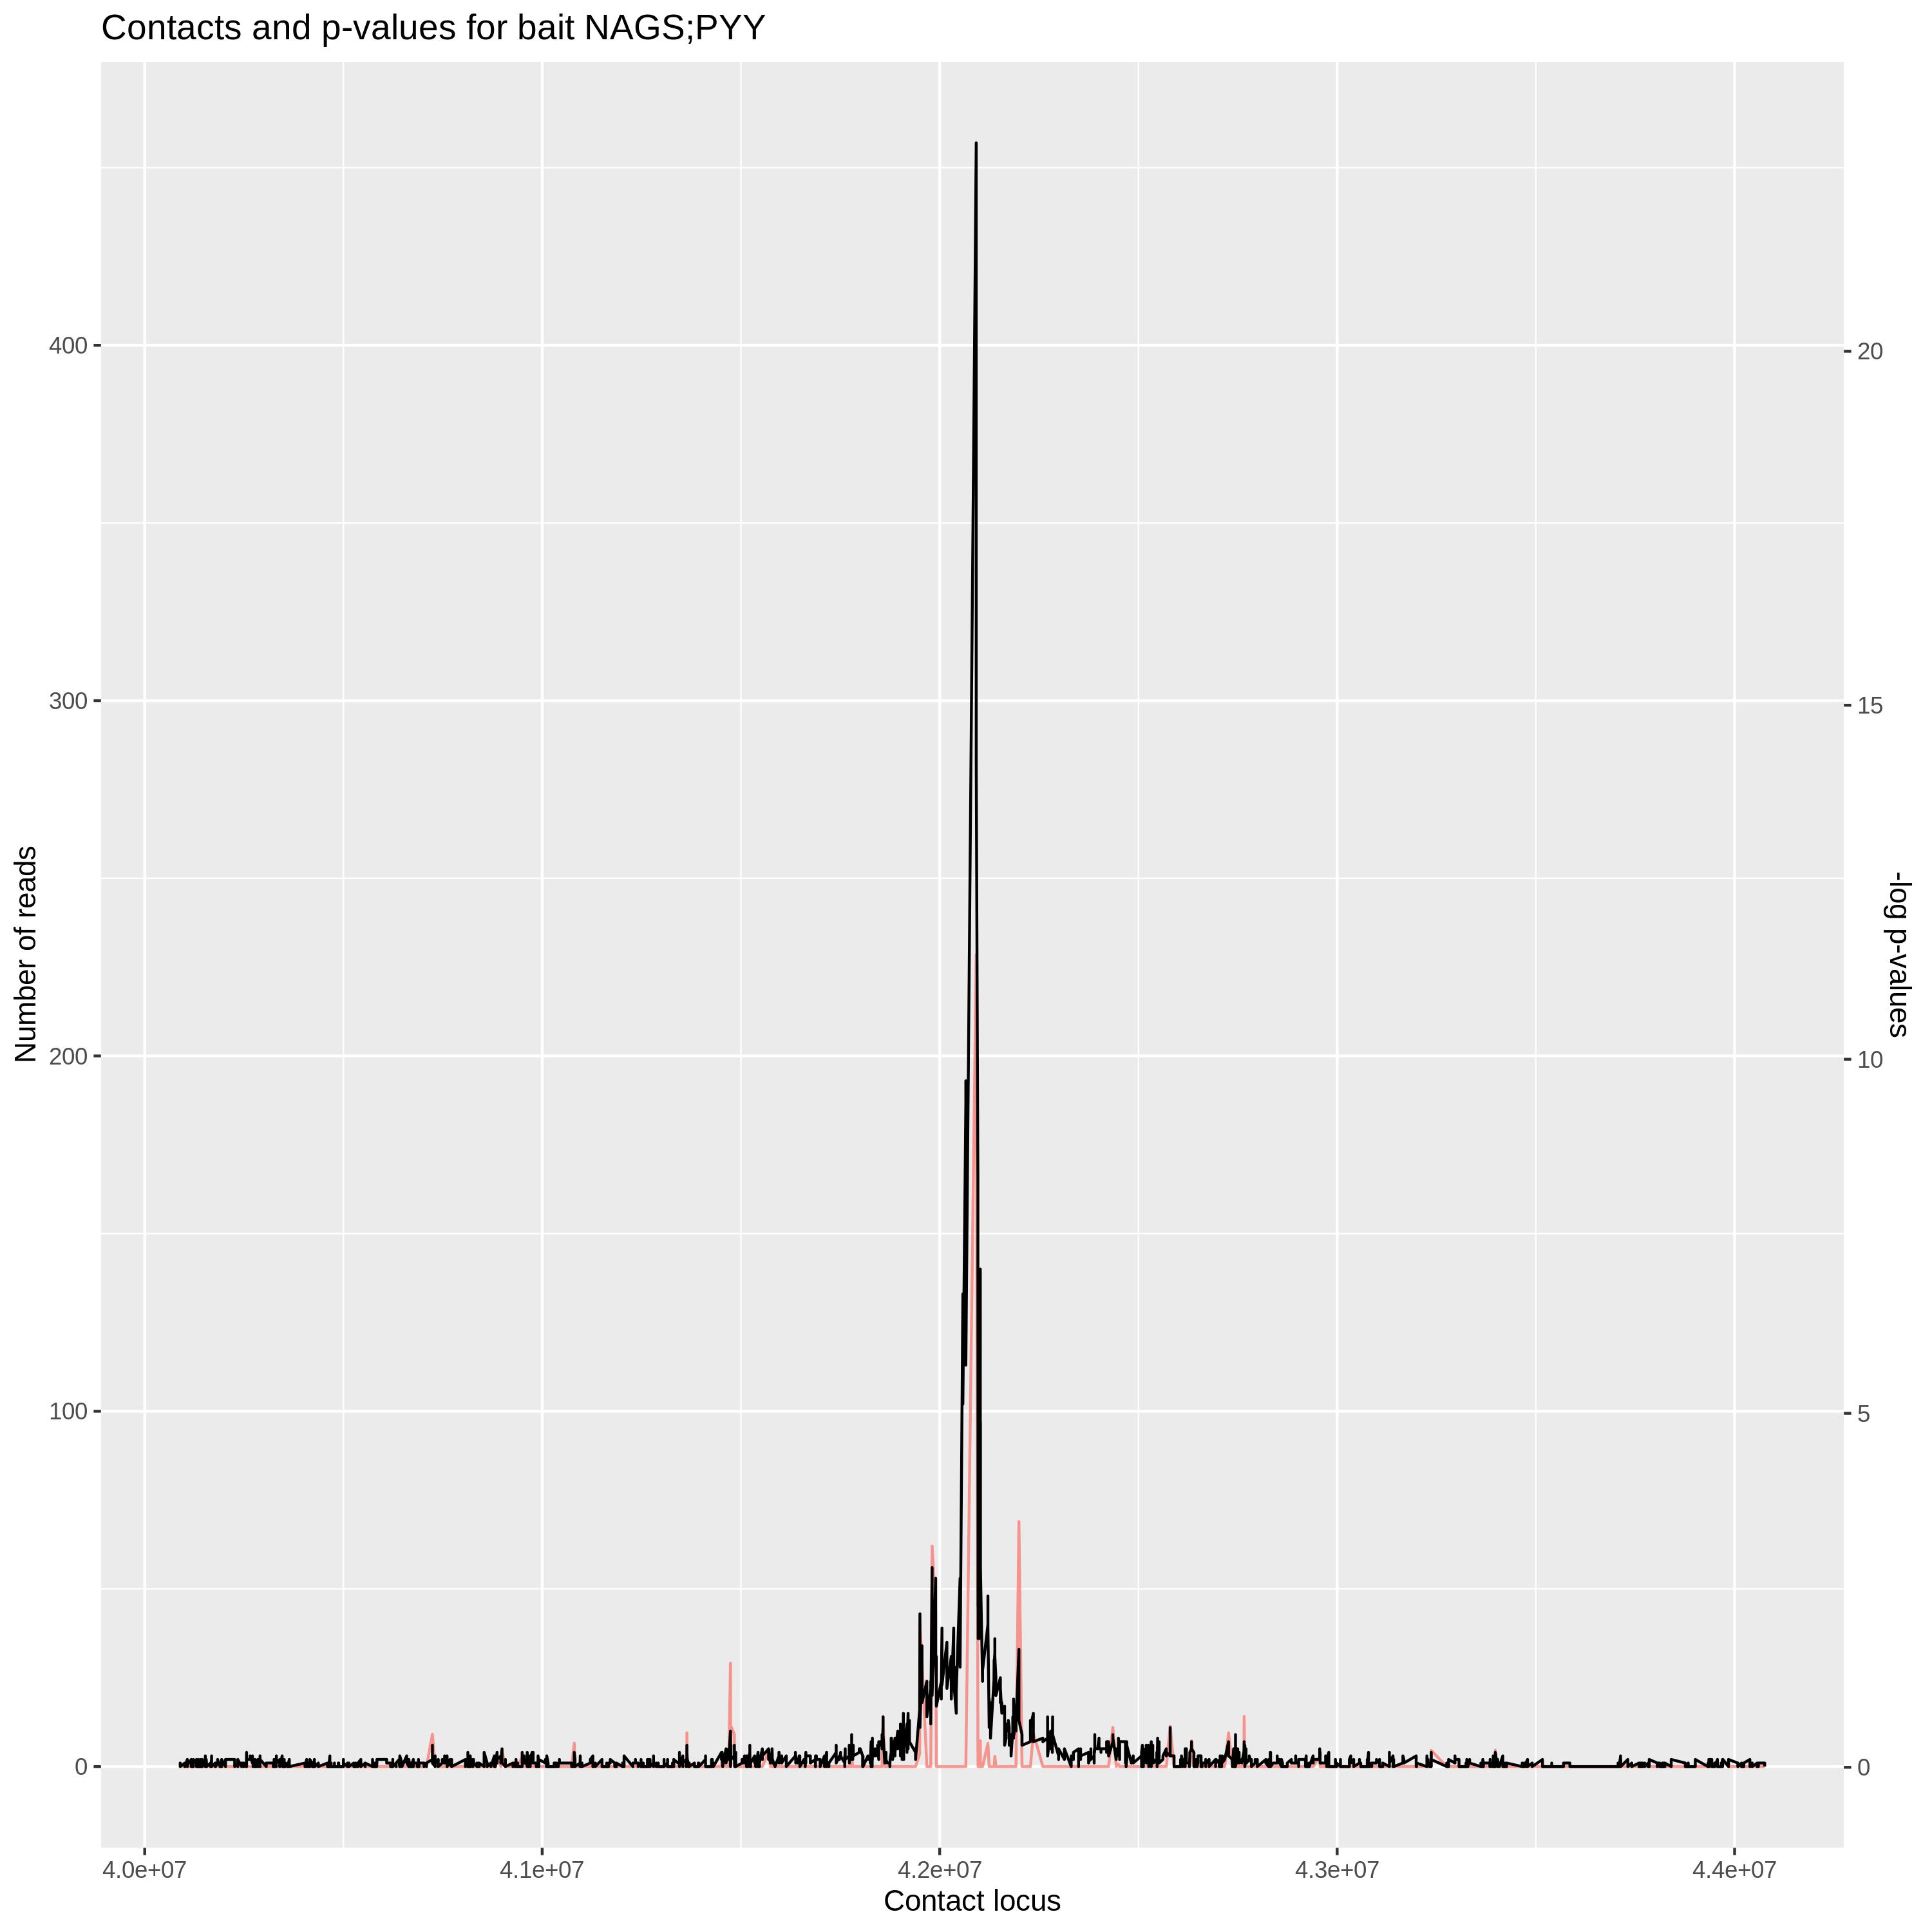 Contacts and p-values for bait NAGS;PYY
Number of reads
400
300
200
100
0
20
15
10
5
0
-log p-values
4.0e+07
4.1e+07
4.2e+07
4.3e+07
4.4e+07
Contact locus